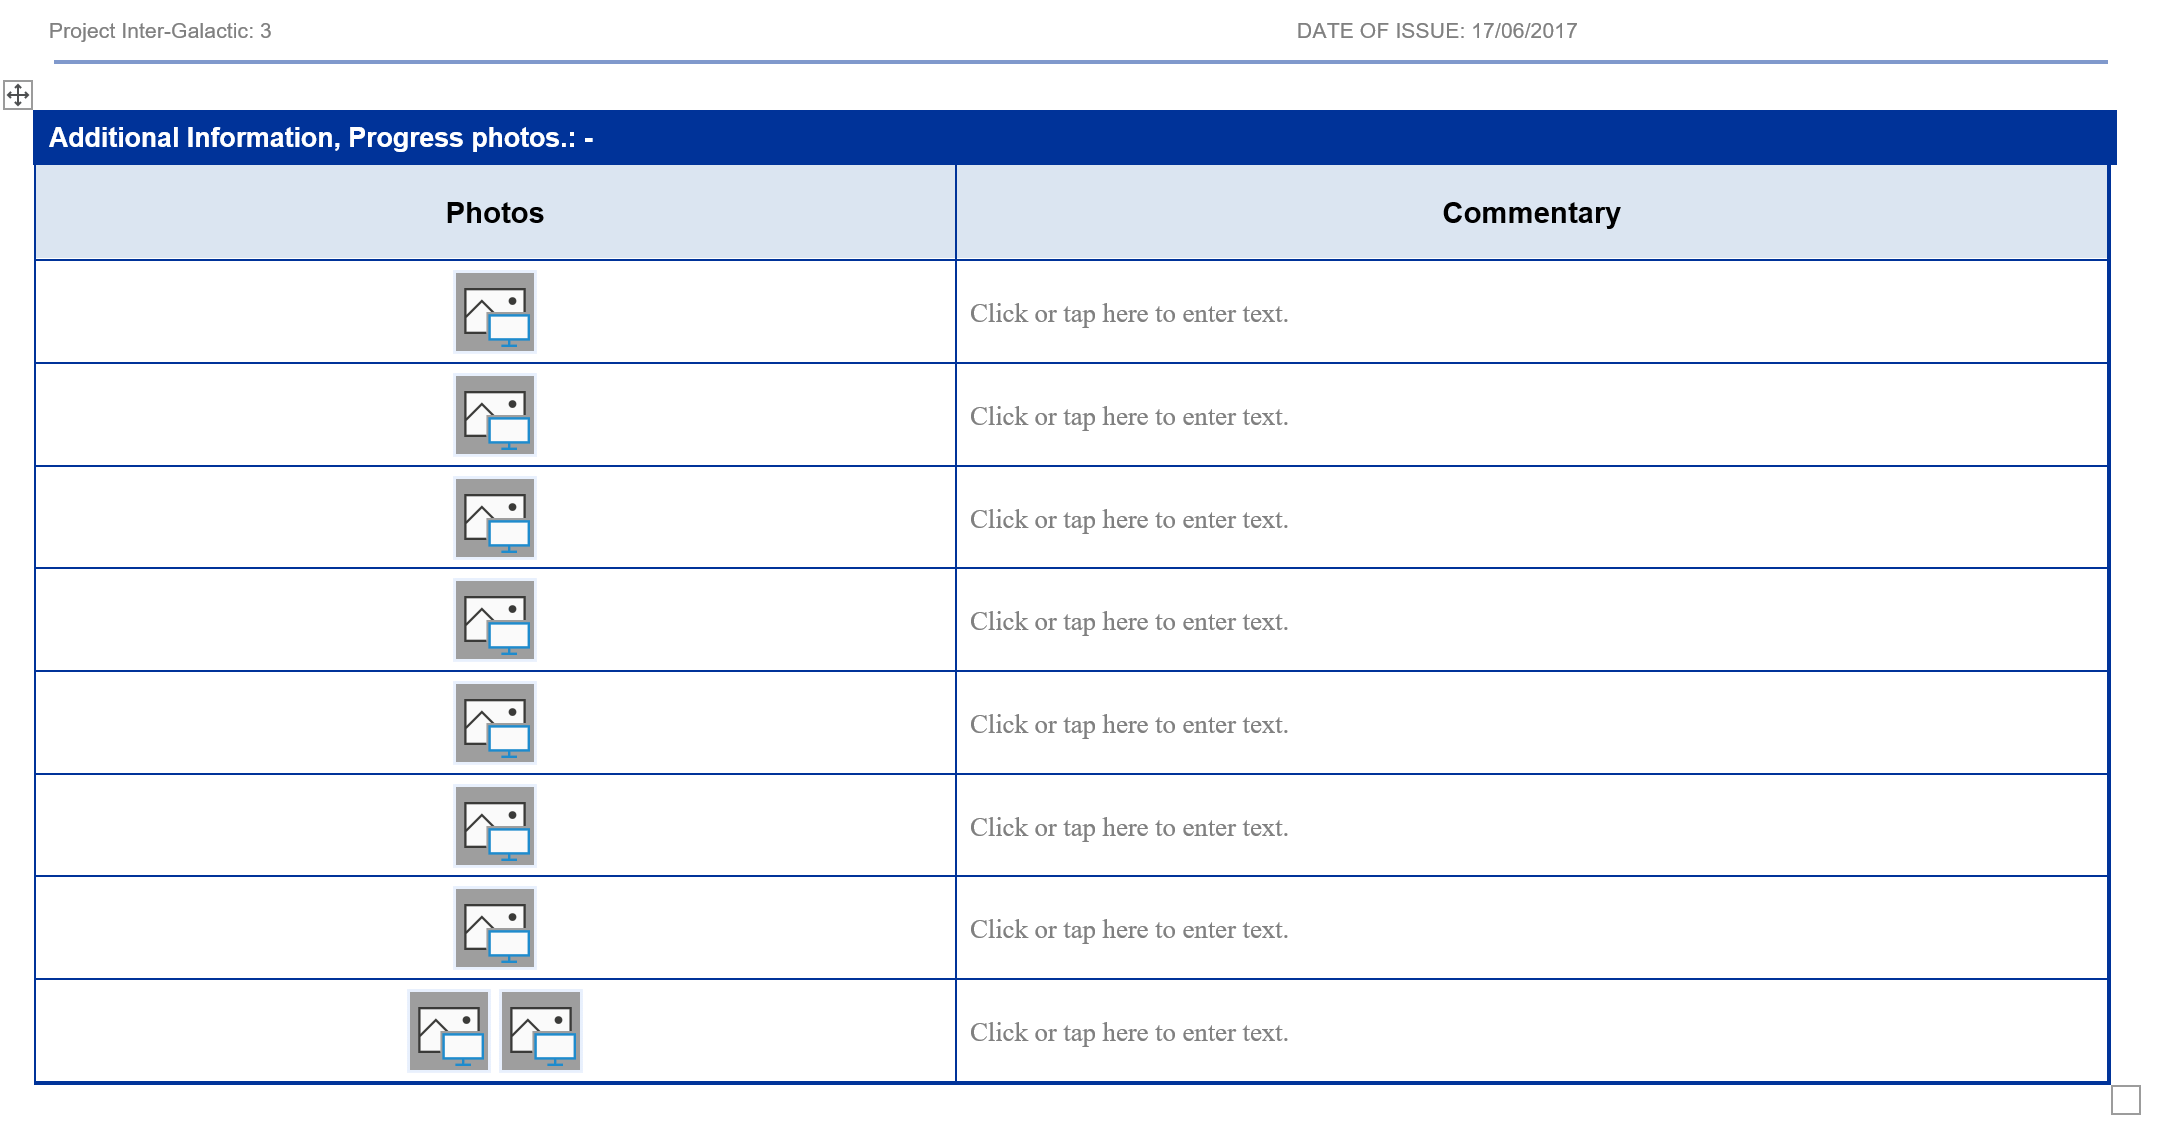 Project Inter-Galactic: 3 DATE OF ISSUE: 17/06/2017
Additional Information, Progress photos.: -
Photos Commentary
Click or tap here to enter text.
Click or tap here to enter text.
Click or tap here to enter text.
Click or tap here to enter text.
Click or tap here to enter text.
Click or tap here to enter text.
Click or tap here to enter text.
Click or tap here to enter text.